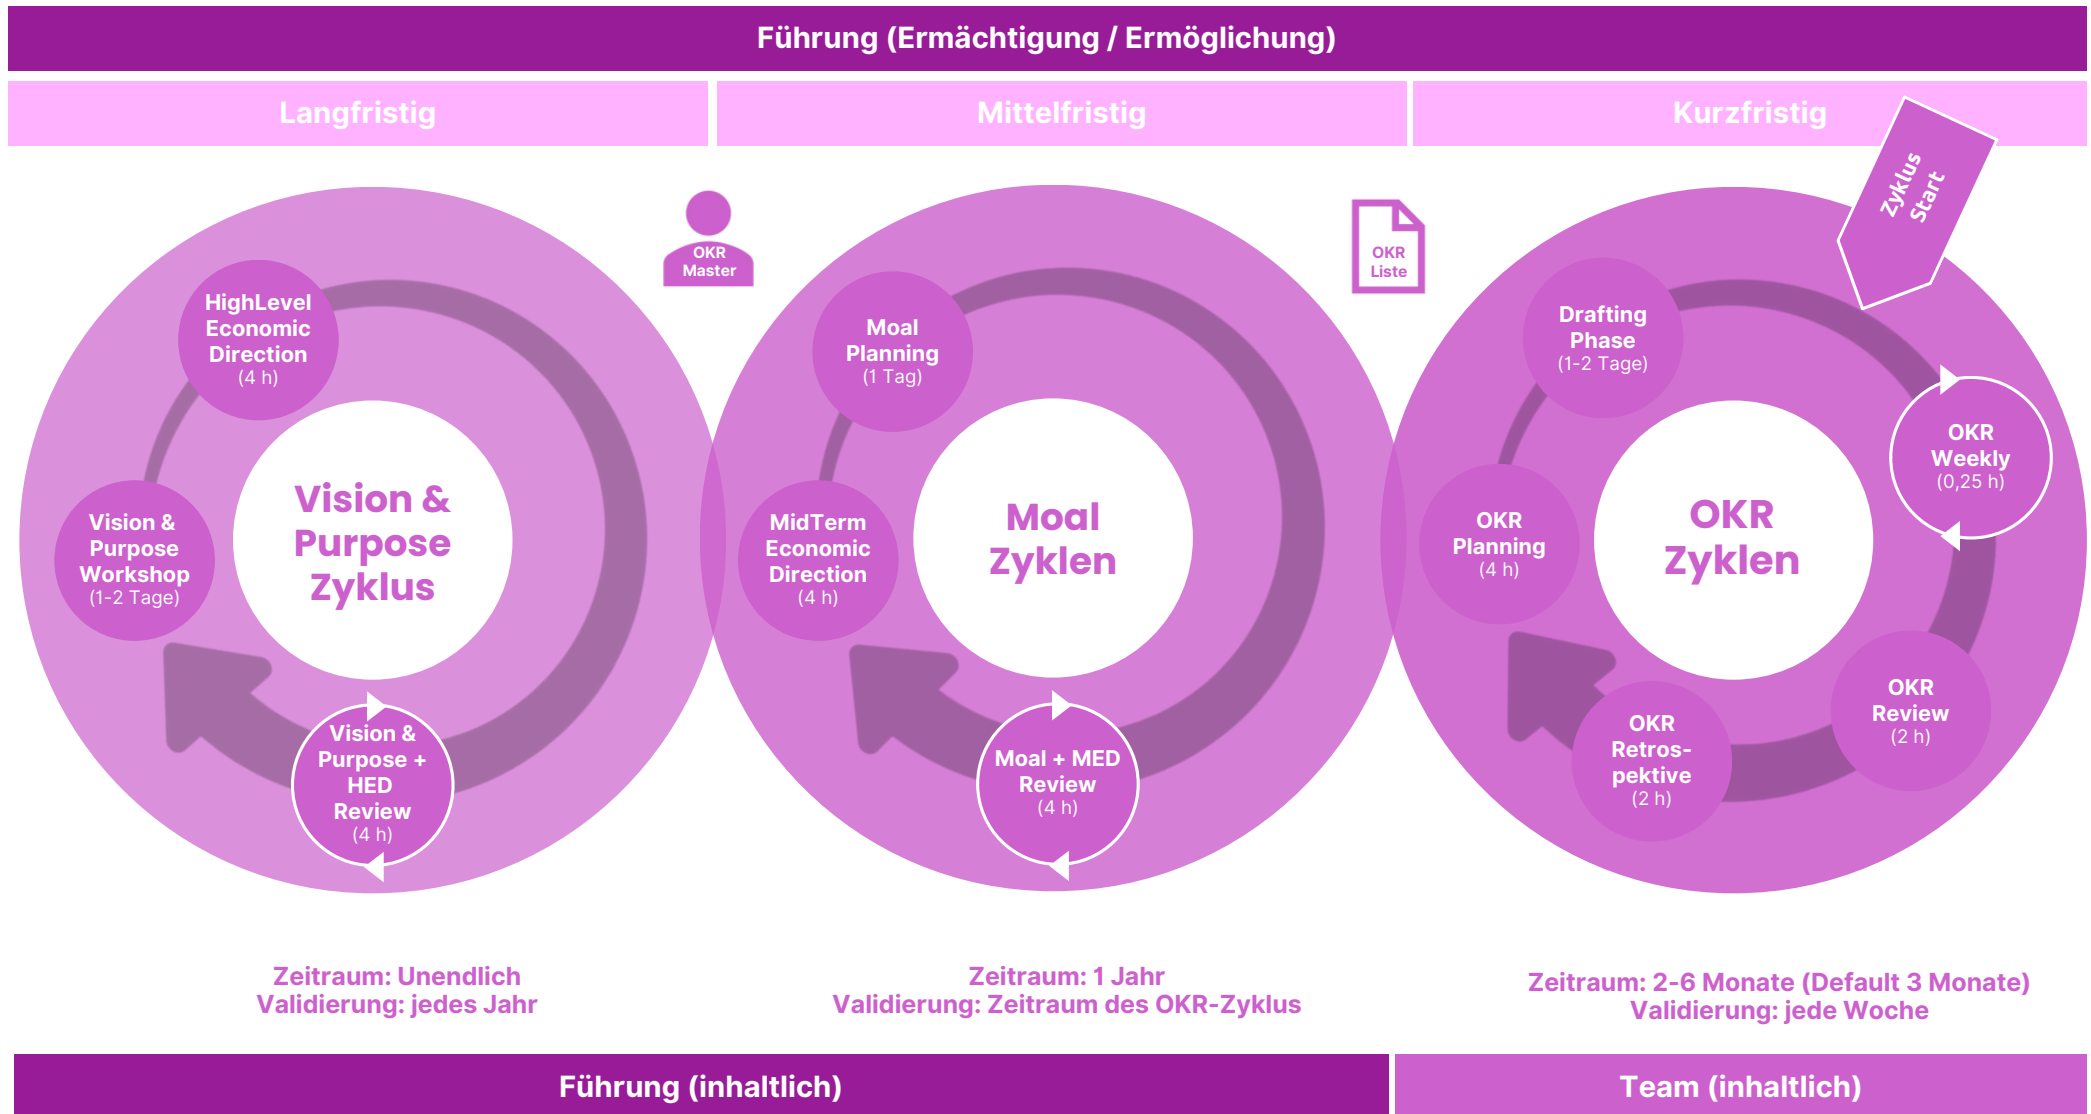 Führung (Ermächtigung / Ermöglichung)
Langfristig
Mittelfristig
Kurzfristig
Zyklus
Start
OKR
Master
OKR
Liste
HighLevel
Economic
Direction
(4 h)
Vision &
Purpose
Workshop
(1-2 Tage)
Vision &
Purpose
Zyklus
Vision &
Purpose +
HED
Review
(4 h)
Moal
Planning
(1 Tag)
MidTerm
Economic
Direction
(4 h)
Moal
Zyklen
Moal + MED
Review
(4 h)
Drafting
Phase
(1-2 Tage)
OKR
Weekly
(0,25 h)
OKR
Planning
(4 h)
OKR
Zyklen
OKR
Review
(2 h)
OKR
Retros-
pektive
(2 h)
Zeitraum: Unendlich
Validierung: jedes Jahr
Zeitraum: 1 Jahr
Validierung: Zeitraum des OKR-Zyklus
Zeitraum: 2-6 Monate (Default 3 Monate)
Validierung: jede Woche
Führung (inhaltlich)
Team (inhaltlich)